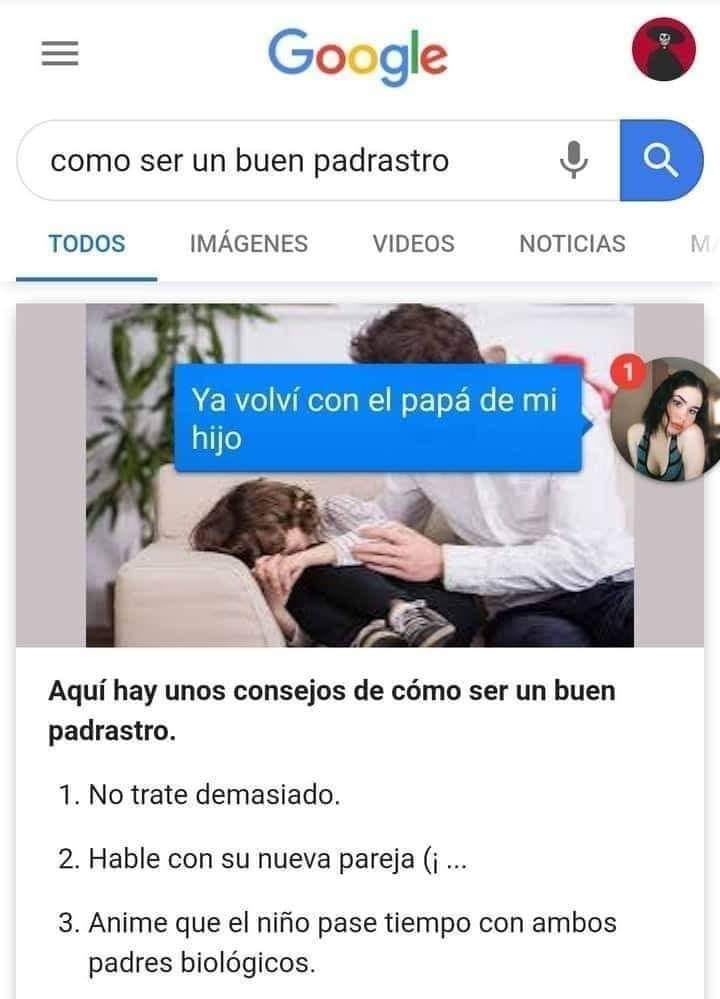 Google
como ser un buen padrastro
TODOS IMÁGENES VIDEOS NOTICIAS
1
Ya volví con el papá de mi
hijo
Aquí hay unos consejos de cómo ser un buen
padrastro.
1. No trate demasiado.
2. Hable con su nueva pareja (¡ ...
3. Anime que el niño pase tiempo con ambos
padres biológicos.